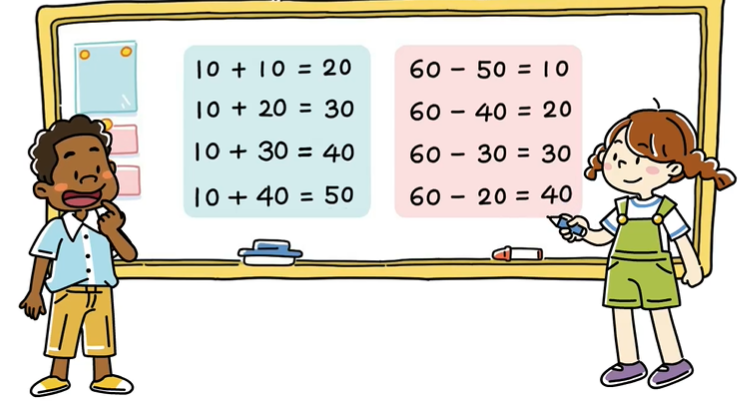 10 + 10 = 20
10 + 20 = 30
10 + 30 = 40
10 + 40 = 50
60 - 50 = 10
60 - 40 = 20
60 - 30 = 30
60 - 20 = 40